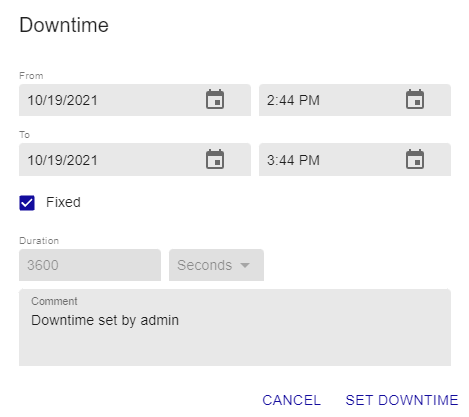 Downtime
From
10/19/2021 2:44 PM
To
10/19/2021 3:44 PM
Fixed
Duration
3600 Seconds
Comment
Downtime set by admin
CANCEL SET DOWNTIME